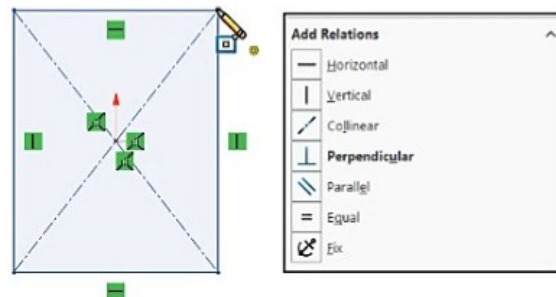 Add Relations
Horizontal
Vertical
Collinear
Perpendicular
Parallel
Equal
Fix